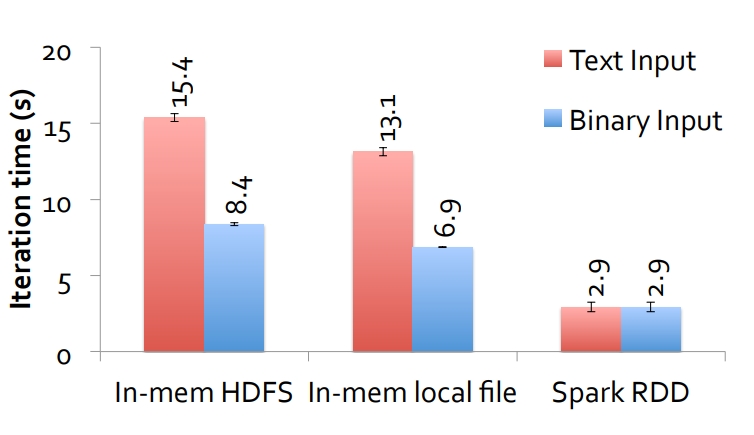 20
15
10
5
0
Iteration time (s)
15.4
8.4
13.1
6.9
2.9
2.9
Text Input
Binary Input
In-mem HDFS
In-mem local file
Spark RDD